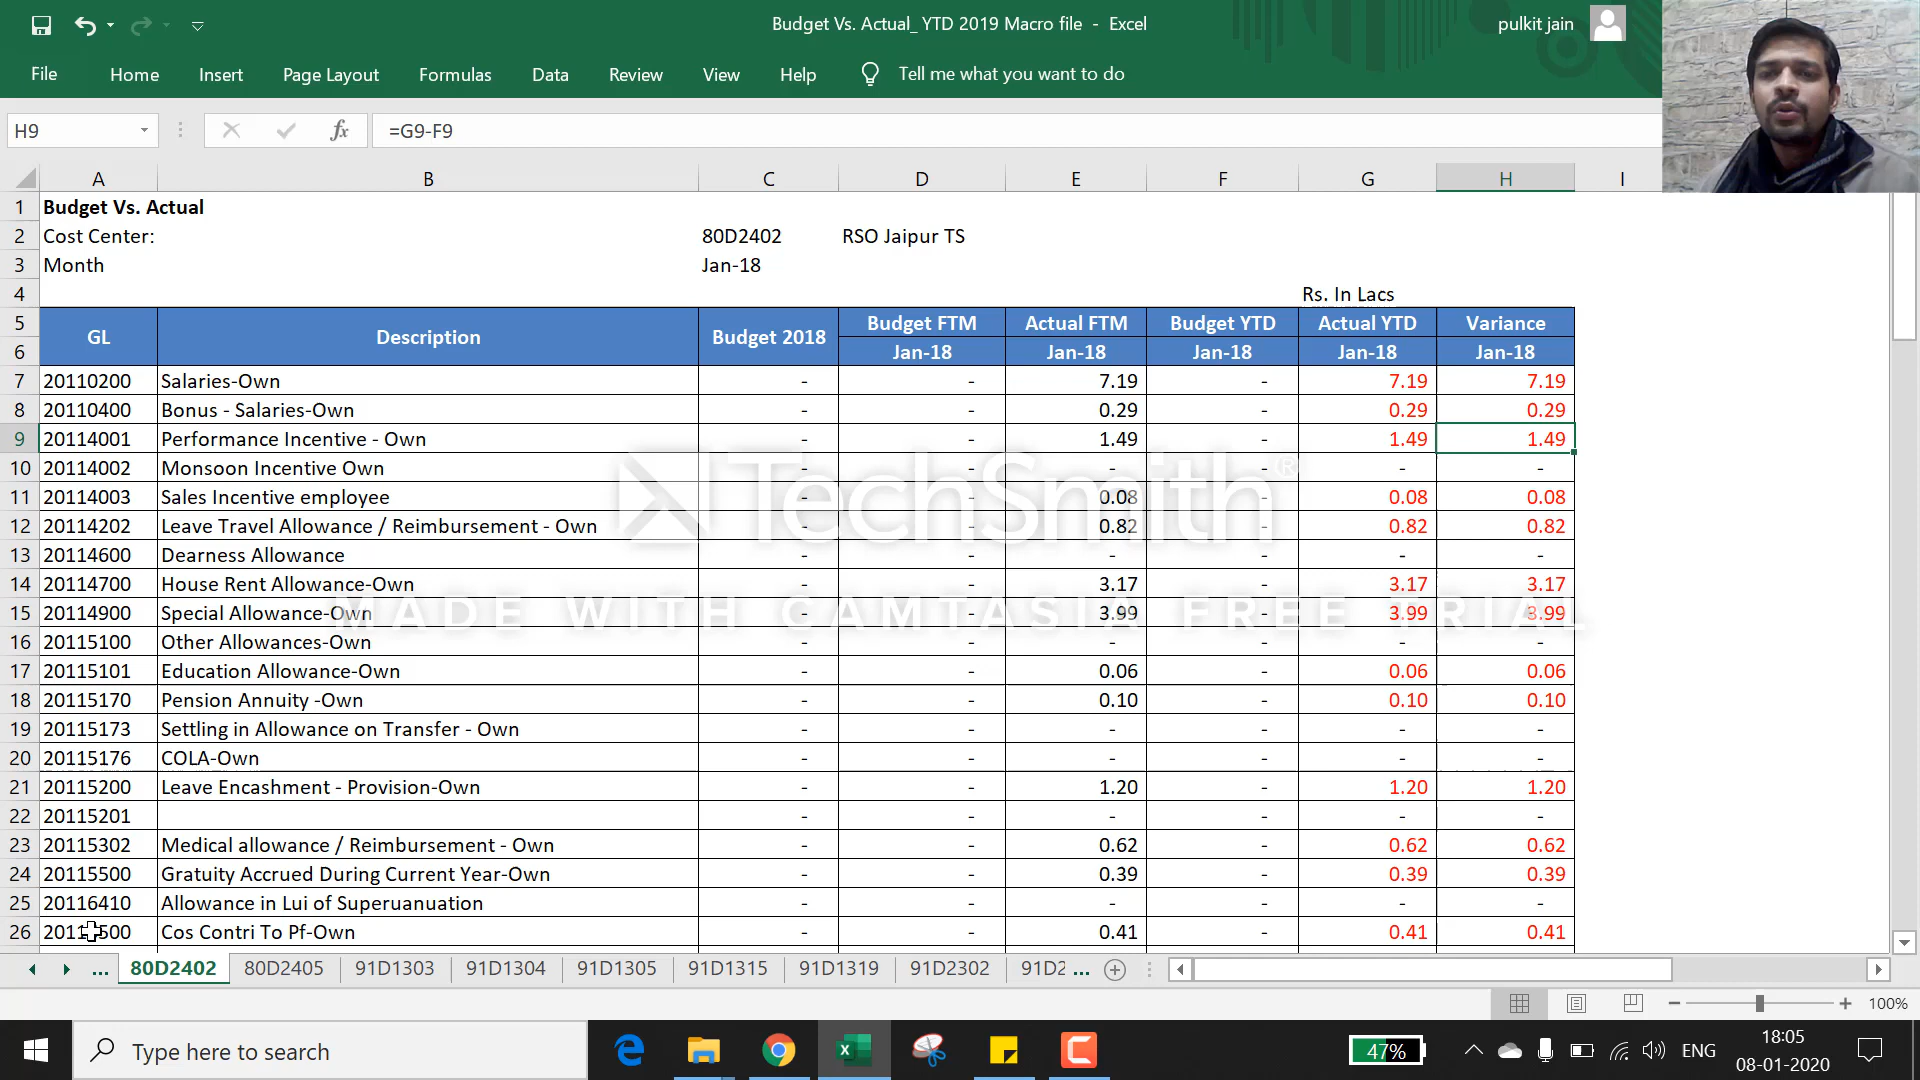 Budget Vs. Actual_ YTD 2019 Macro file - Excel
pulkit jain
File Home Insert Page Layout Formulas Data Review View Help Tell me what you want to do
H9 fx =G9-F9
A B C D E F G H I
1 Budget Vs. Actual
2 Cost Center: 80D2402 RSO Jaipur TS
3 Month Jan-18
4 Rs. In Lacs
5 GL Description Budget 2018 Budget FTM Actual FTM Budget YTD Actual YTD Variance
6 Jan-18 Jan-18 Jan-18 Jan-18 Jan-18
7 20110200 Salaries-Own - - 7.19 - 7.19 7.19
8 20110400 Bonus - Salaries-Own - - 0.29 - 0.29 0.29
9 20114001 Performance Incentive - Own - - 1.49 - 1.49 1.49
10 20114002 Monsoon Incentive Own - - - - - -
11 20114003 Sales Incentive employee - - 0.08 - 0.08 0.08
12 20114202 Leave Travel Allowance / Reimbursement - Own - - 0.82 - 0.82 0.82
13 20114600 Dearness Allowance - - - - - -
14 20114700 House Rent Allowance-Own - - 3.17 - 3.17 3.17
15 20114900 Special Allowance-Own - - 3.99 - 3.99 3.99
16 20115100 Other Allowances-Own - - - - - -
17 20115101 Education Allowance-Own - - 0.06 - 0.06 0.06
18 20115170 Pension Annuity -Own - - 0.10 - 0.10 0.10
19 20115173 Settling in Allowance on Transfer - Own - - - - - -
20 20115176 COLA-Own - - - - - -
21 20115200 Leave Encashment - Provision-Own - - 1.20 - 1.20 1.20
22 20115201 - - - - - -
23 20115302 Medical allowance / Reimbursement - Own - - 0.62 - 0.62 0.62
24 20115500 Gratuity Accrued During Current Year-Own - - 0.39 - 0.39 0.39
25 20116410 Allowance in Lui of Superuanuation - - - - - -
26 Cos Contri To Pf-Own - - 0.41 - 0.41 0.41
TechSmith®
MADE WITH CAMTASIA FREE TRIAL
... 80D2402 80D2405 91D1303 91D1304 91D1305 91D1315 91D1319 91D2302 91D2 ...
100%
Type here to search
47%
ENG
18:05
08-01-2020